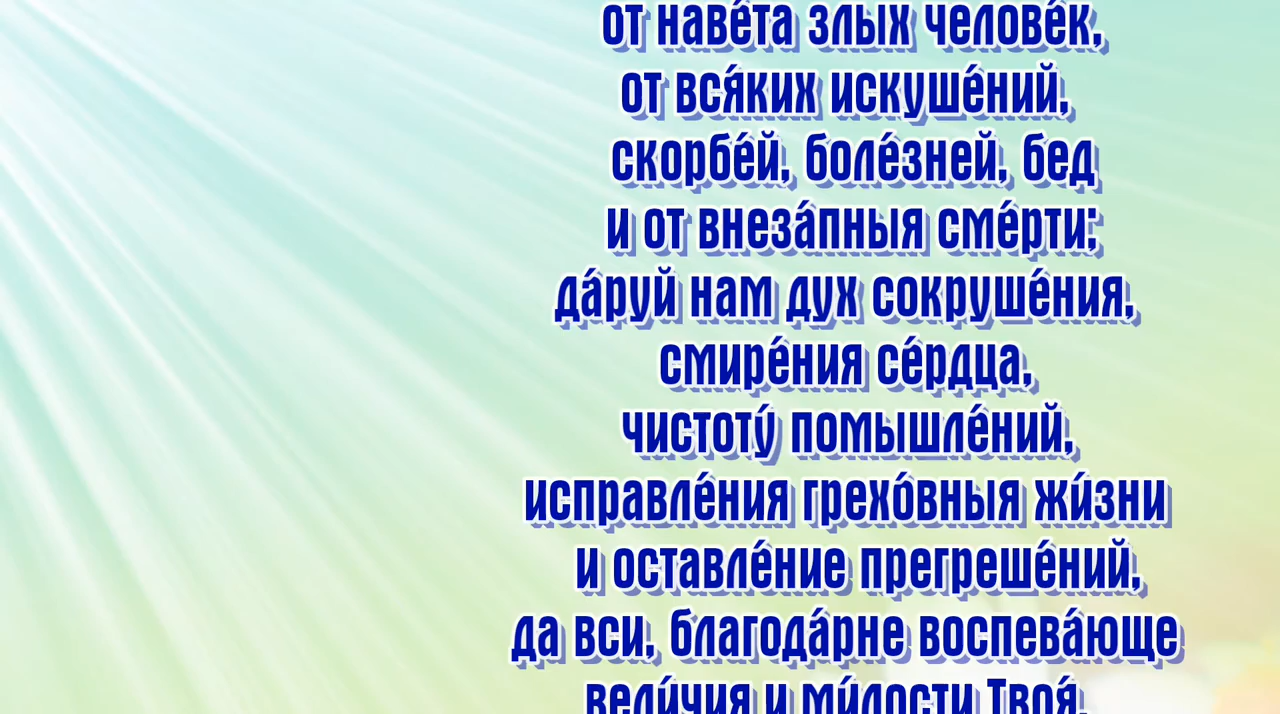 от наве́та злых челове́к,
от вся́ких искуше́ний,
скорбе́й, боле́зней, бед
и от внеза́пныя сме́рти;
да́руй нам дух сокруше́ния,
смире́ния се́рдца,
чистоту́ помышле́ний,
исправле́ния грехо́вныя жи́зни
и оставле́ние прегреше́ний,
да вси, благода́рне воспева́юще
вели́чия и ми́лости Твоя́,